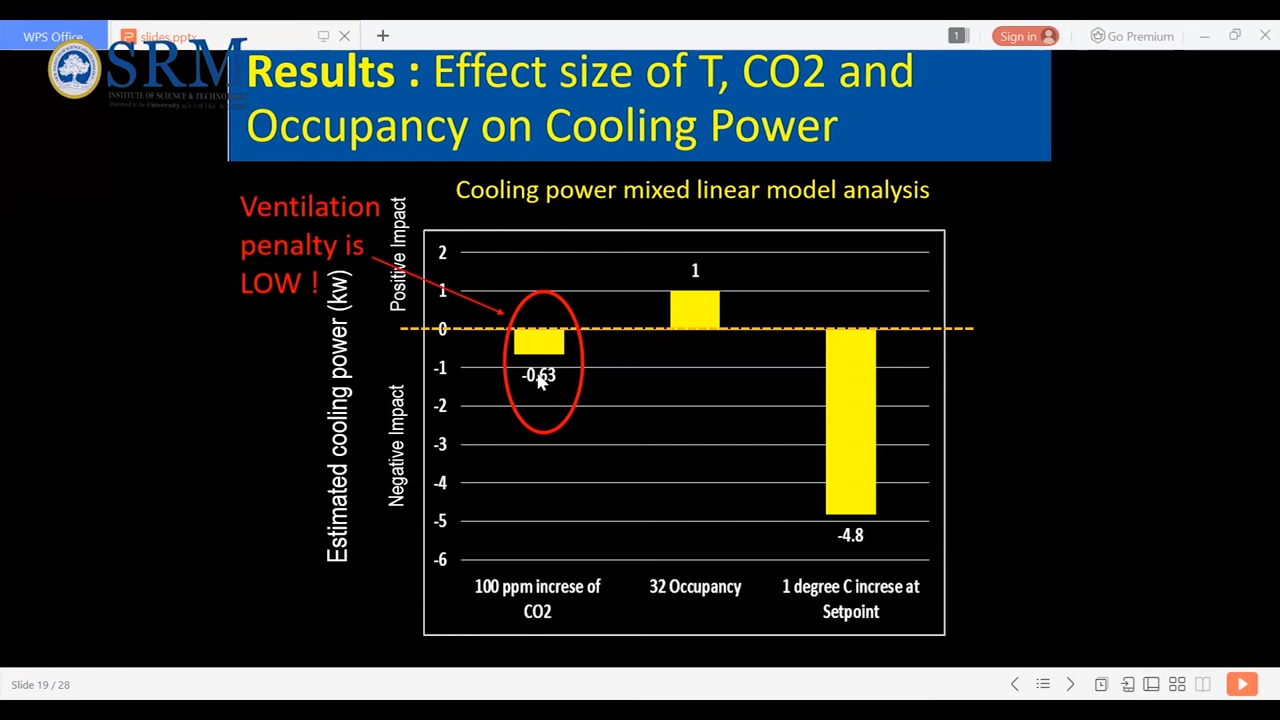 WPS Office
slides.pptx
1
Sign in
Go Premium
SRM
INSTITUTE OF SCIENCE & TECHNOLOGY
Results : Effect size of T, CO2 and
Occupancy on Cooling Power
Ventilation
penalty is
LOW !
Cooling power mixed linear model analysis
Positive Impact
Negative Impact
Estimated cooling power (kw)
2
1
0
-1
-2
-3
-4
-5
-6
-0.63
1
-4.8
100 ppm increse of
CO2
32 Occupancy
1 degree C increse at
Setpoint
Slide 19 / 28